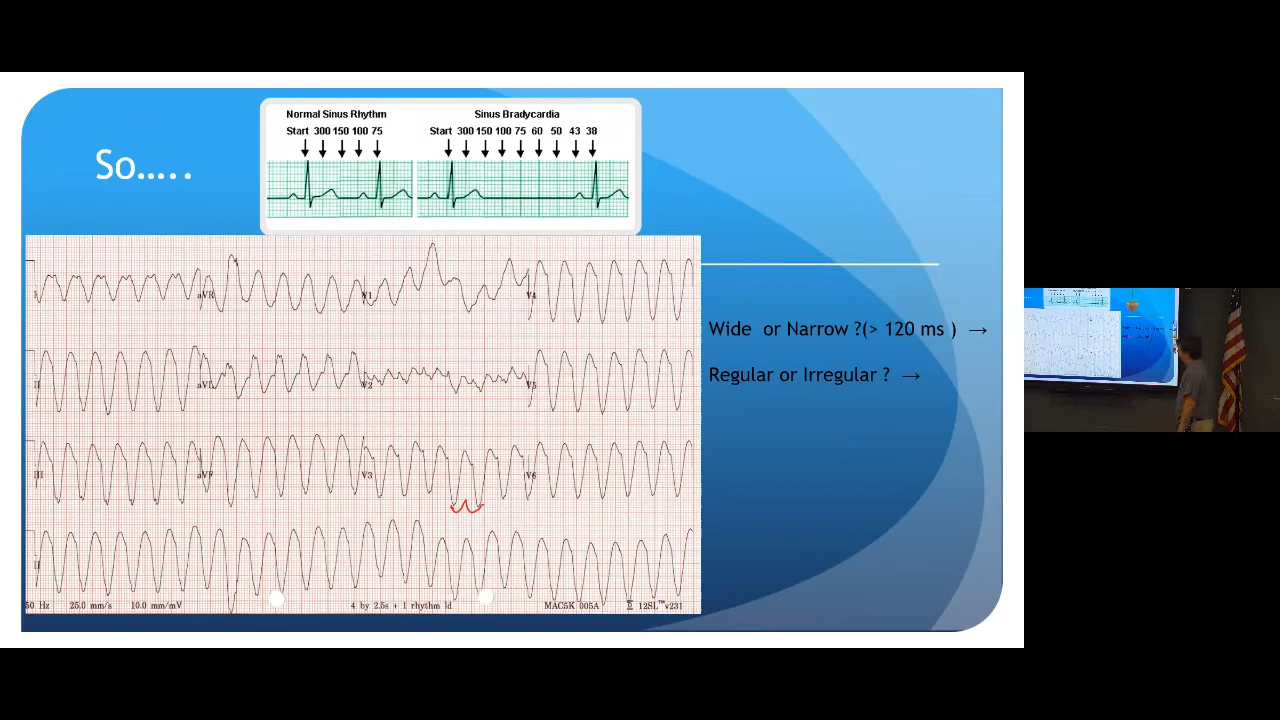 Normal Sinus Rhythm
Start 300 150 100 75
Sinus Bradycardia
Start 300 150 100 75 60 50 43 38
So…..
I
aVR
V1
V4
II
aVL
V2
V5
III
aVF
V3
V6
II
50 Hz 25.0 mm/s 10.0 mm/mV 4 by 2.5s + 1 rhythm ld MAC5K 005A 12SL™v231
Wide or Narrow ?(> 120 ms ) →
Regular or Irregular ? →